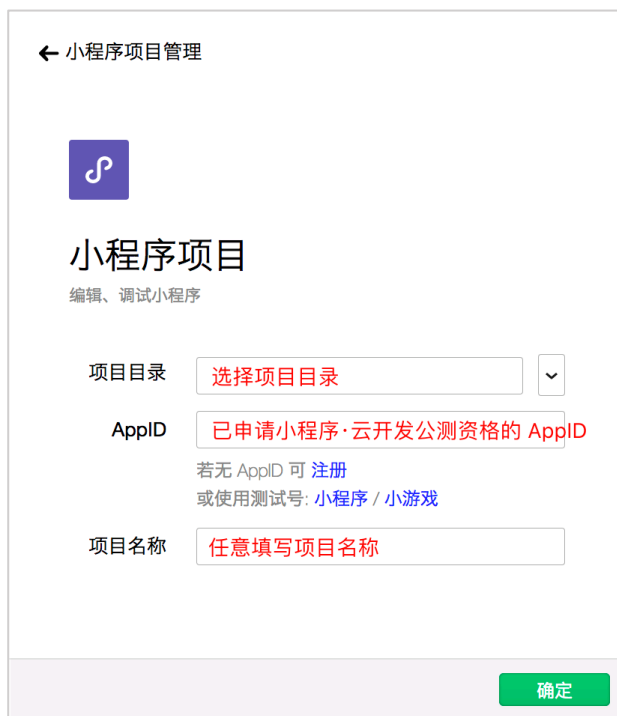 小程序项目管理
小程序项目
编辑、调试小程序
项目目录 选择项目目录
AppID 已申请小程序·云开发公测资格的 AppID
若无 AppID 可 注册
或使用测试号: 小程序 / 小游戏
项目名称 任意填写项目名称
确定